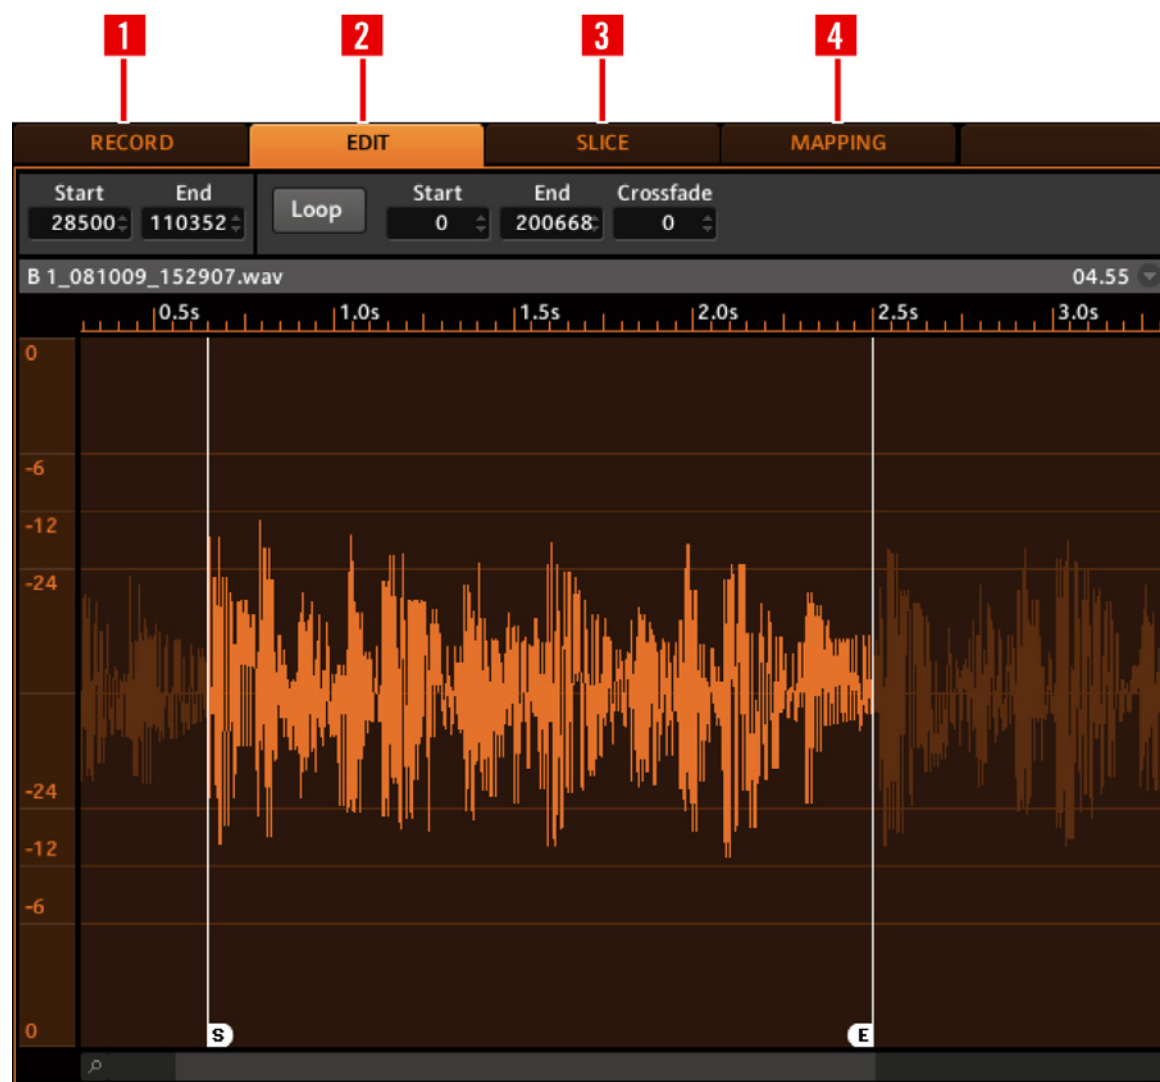 1 2 3 4
RECORD EDIT SLICE MAPPING
Start End Loop Start End Crossfade
28500 110352 0 200668 0
B 1_081009_152907.wav 04.55
0.5s 1.0s 1.5s 2.0s 2.5s 3.0s
0
-6
-12
-24
-24
-12
-6
0
S E